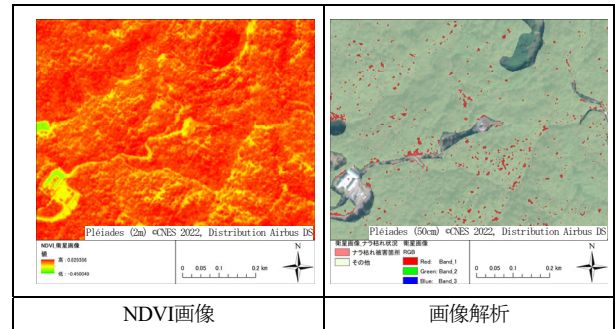 Pléiades (2m) ©CNES 2022, Distribution Airbus DS
NDVI_衛星画像
値
高 : 0.829388
低 : -0.450049
0 0.05 0.1 0.2 km
N
Pléiades (50cm) ©CNES 2022, Distribution Airbus DS
衛星画像_ナラ枯れ状況
ナラ枯れ被害箇所
その他
衛星画像
RGB
Red: Band_1
Green: Band_2
Blue: Band_3
0 0.05 0.1 0.2 km
N
NDVI画像
画像解析